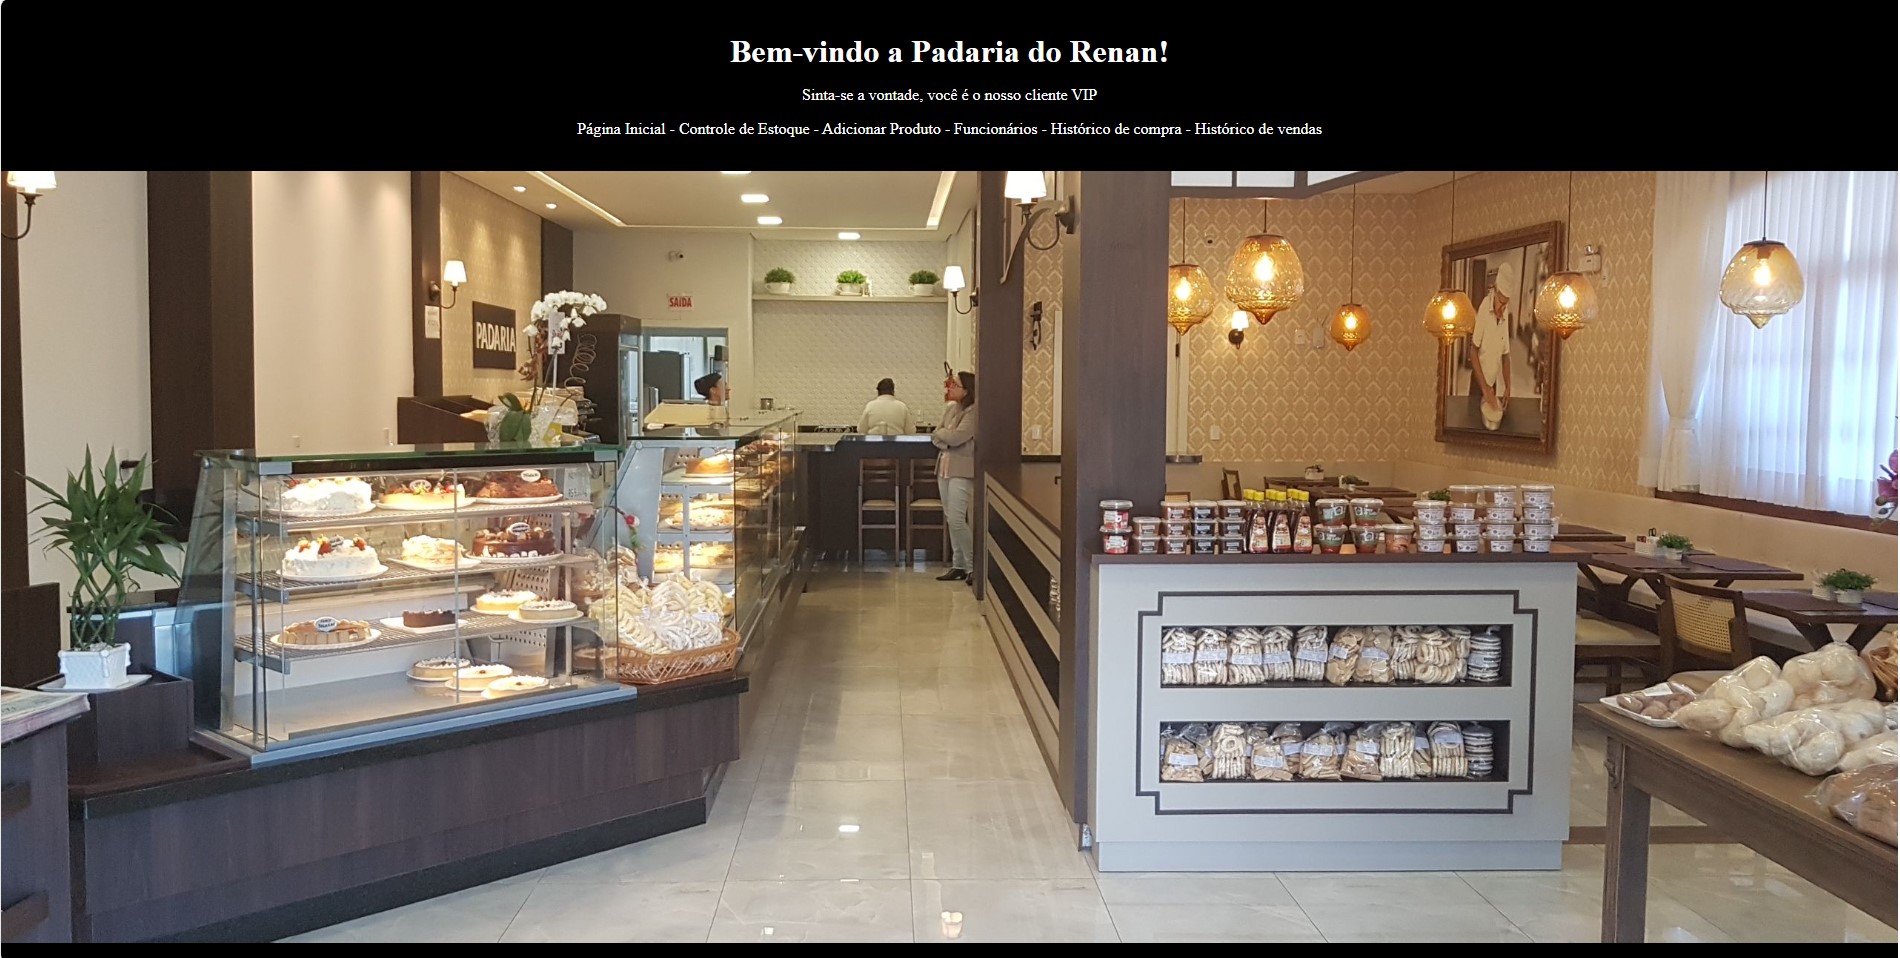 Bem-vindo a Padaria do Renan!
Sinta-se a vontade, você é o nosso cliente VIP
Página Inicial - Controle de Estoque - Adicionar Produto - Funcionários - Histórico de compra - Histórico de vendas
SAÍDA
PADARIA